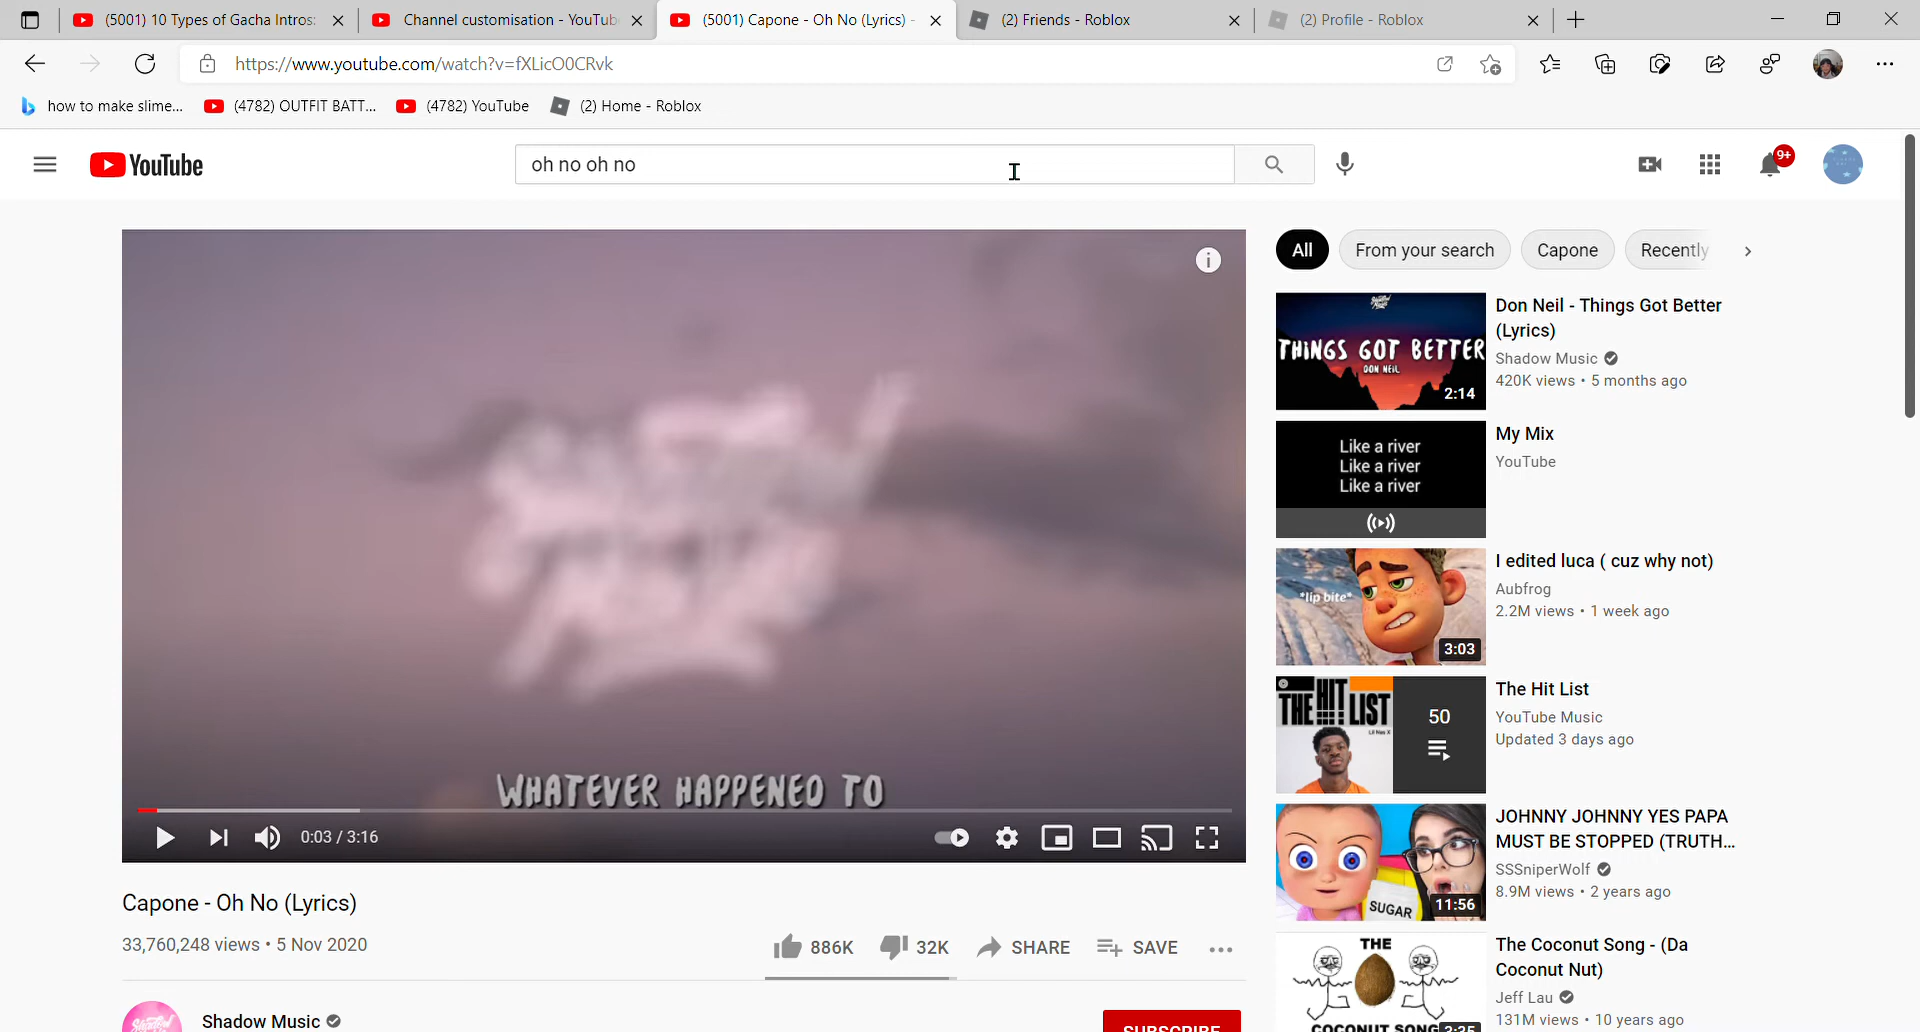 (5001) 10 Types of Gacha Intros:
Channel customisation - YouTub
(5001) Capone - Oh No (Lyrics) -
(2) Friends - Roblox
(2) Profile - Roblox
https://www.youtube.com/watch?v=fXLicO0CRvk
how to make slime...
(4782) OUTFIT BATT...
(4782) YouTube
(2) Home - Roblox
YouTube
oh no oh no
9+
All
From your search
Capone
Recently
WHATEVER HAPPENED TO
0:03 / 3:16
Capone - Oh No (Lyrics)
33,760,248 views • 5 Nov 2020
886K
32K
SHARE
SAVE
Shadow Music
SUBSCRIBE
THINGS GOT BETTER
DON NEIL
2:14
Don Neil - Things Got Better
(Lyrics)
Shadow Music
420K views • 5 months ago
Like a river
Like a river
Like a river
My Mix
YouTube
*lip bite*
3:03
I edited luca ( cuz why not)
Aubfrog
2.2M views • 1 week ago
THE HIT LIST
Lil Nas X
50
The Hit List
YouTube Music
Updated 3 days ago
SUGAR
11:56
JOHNNY JOHNNY YES PAPA
MUST BE STOPPED (TRUTH...
SSSniperWolf
8.9M views • 2 years ago
THE
COCONUT SONG
3:35
The Coconut Song - (Da
Coconut Nut)
Jeff Lau
131M views • 10 years ago